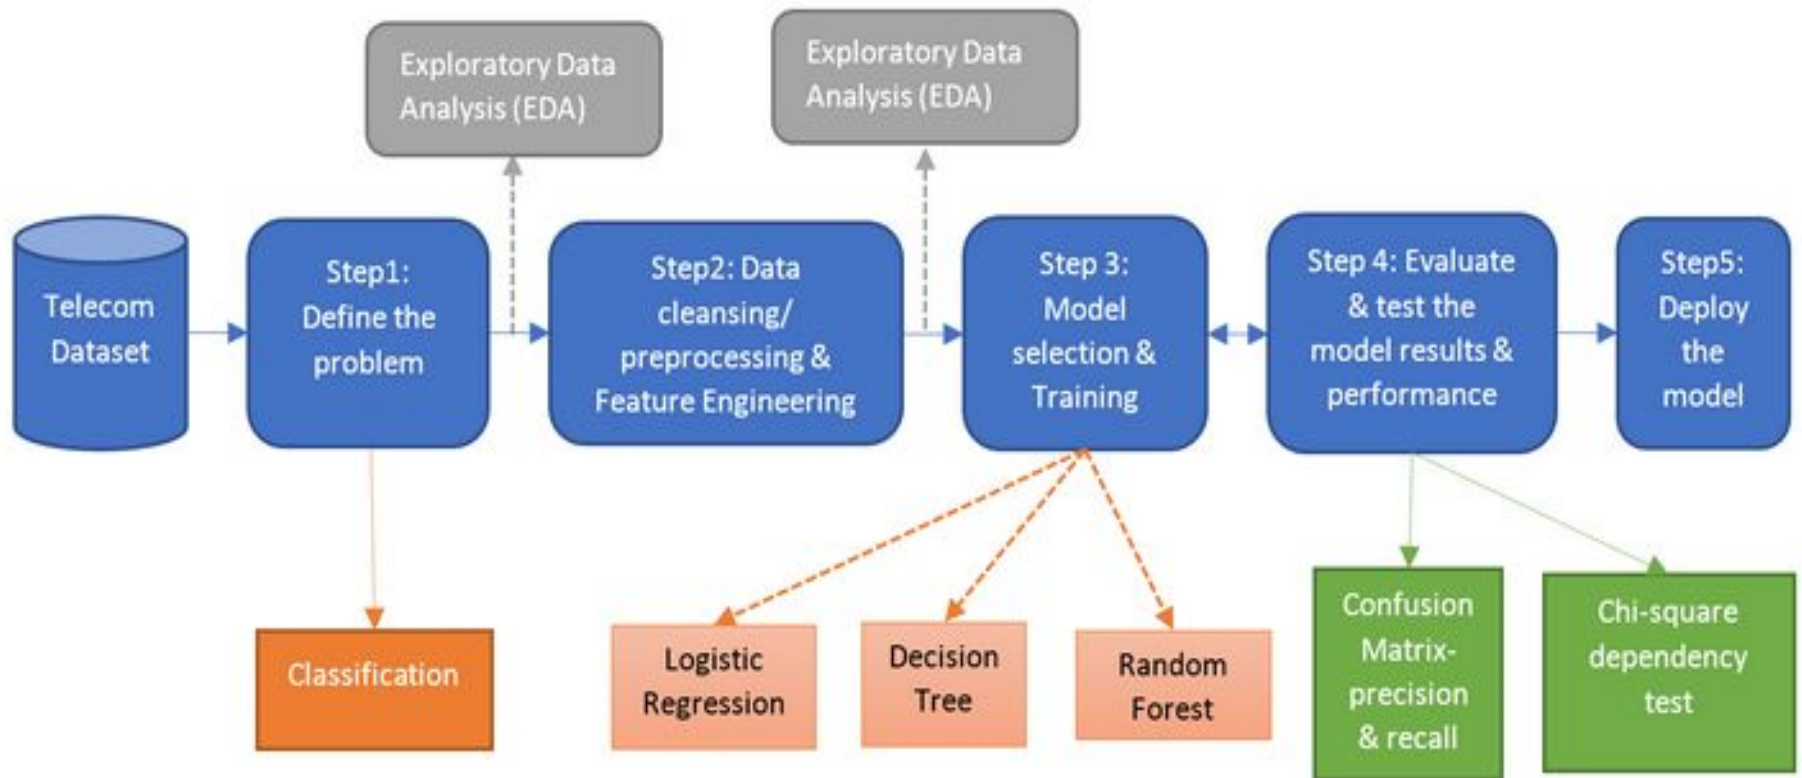 Exploratory Data
Analysis (EDA)
Exploratory Data
Analysis (EDA)
Telecom
Dataset
Step1:
Define the
problem
Step2: Data
cleansing/
preprocessing &
Feature Engineering
Step 3:
Model
selection &
Training
Step 4: Evaluate
& test the
model results &
performance
Step5:
Deploy
the
model
Classification
Logistic
Regression
Decision
Tree
Random
Forest
Confusion
Matrix-
precision
& recall
Chi-square
dependency
test